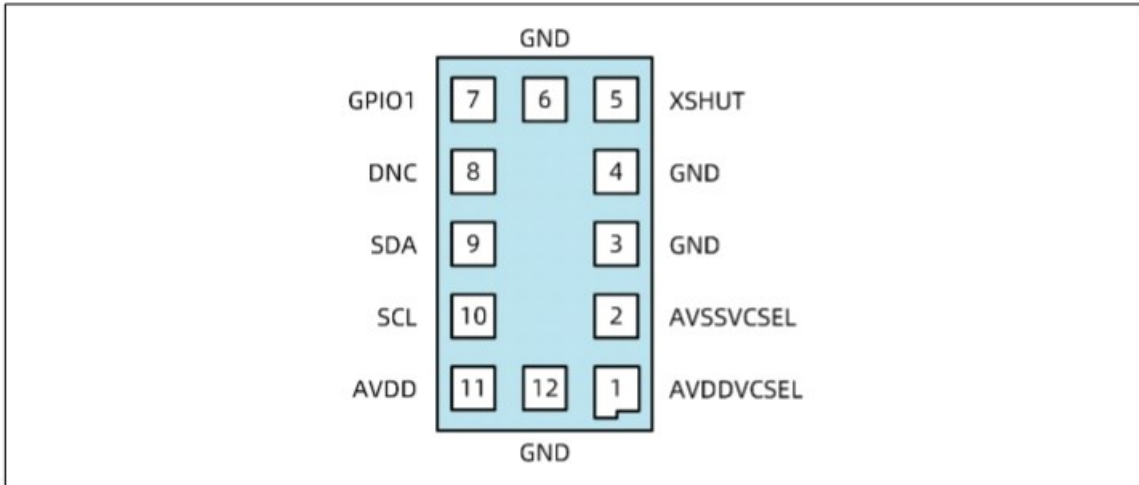 GND
GPIO1 7 6 5 XSHUT
DNC 8 4 GND
SDA 9 3 GND
SCL 10 2 AVSSVCSEL
AVDD 11 12 1 AVDDVCSEL
GND